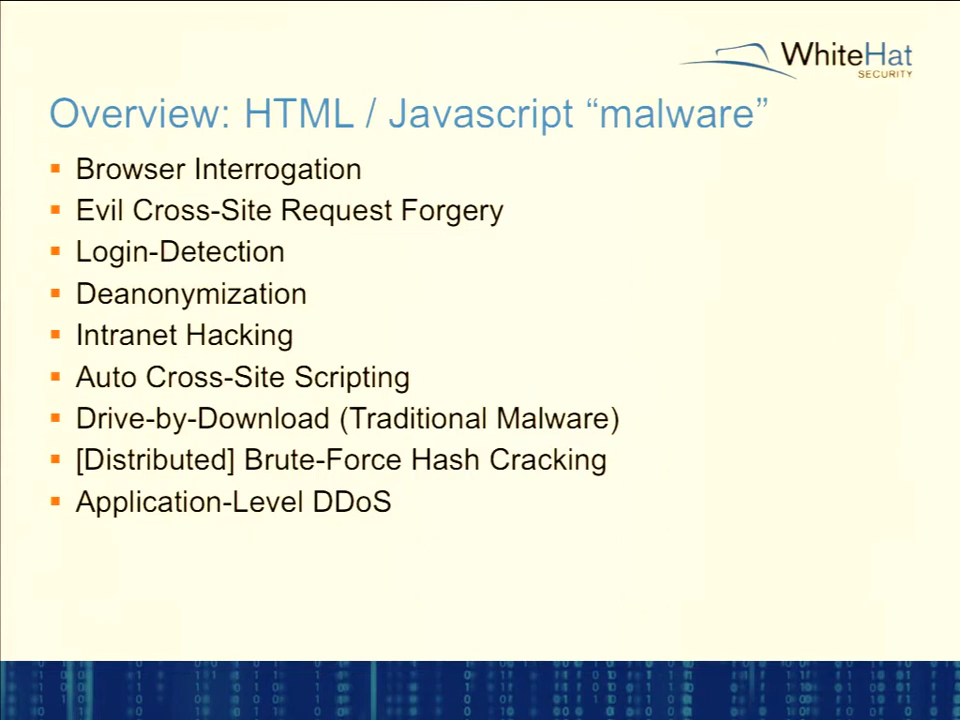 WhiteHat
SECURITY
Overview: HTML / Javascript “malware”
Browser Interrogation
Evil Cross-Site Request Forgery
Login-Detection
Deanonymization
Intranet Hacking
Auto Cross-Site Scripting
Drive-by-Download (Traditional Malware)
[Distributed] Brute-Force Hash Cracking
Application-Level DDoS